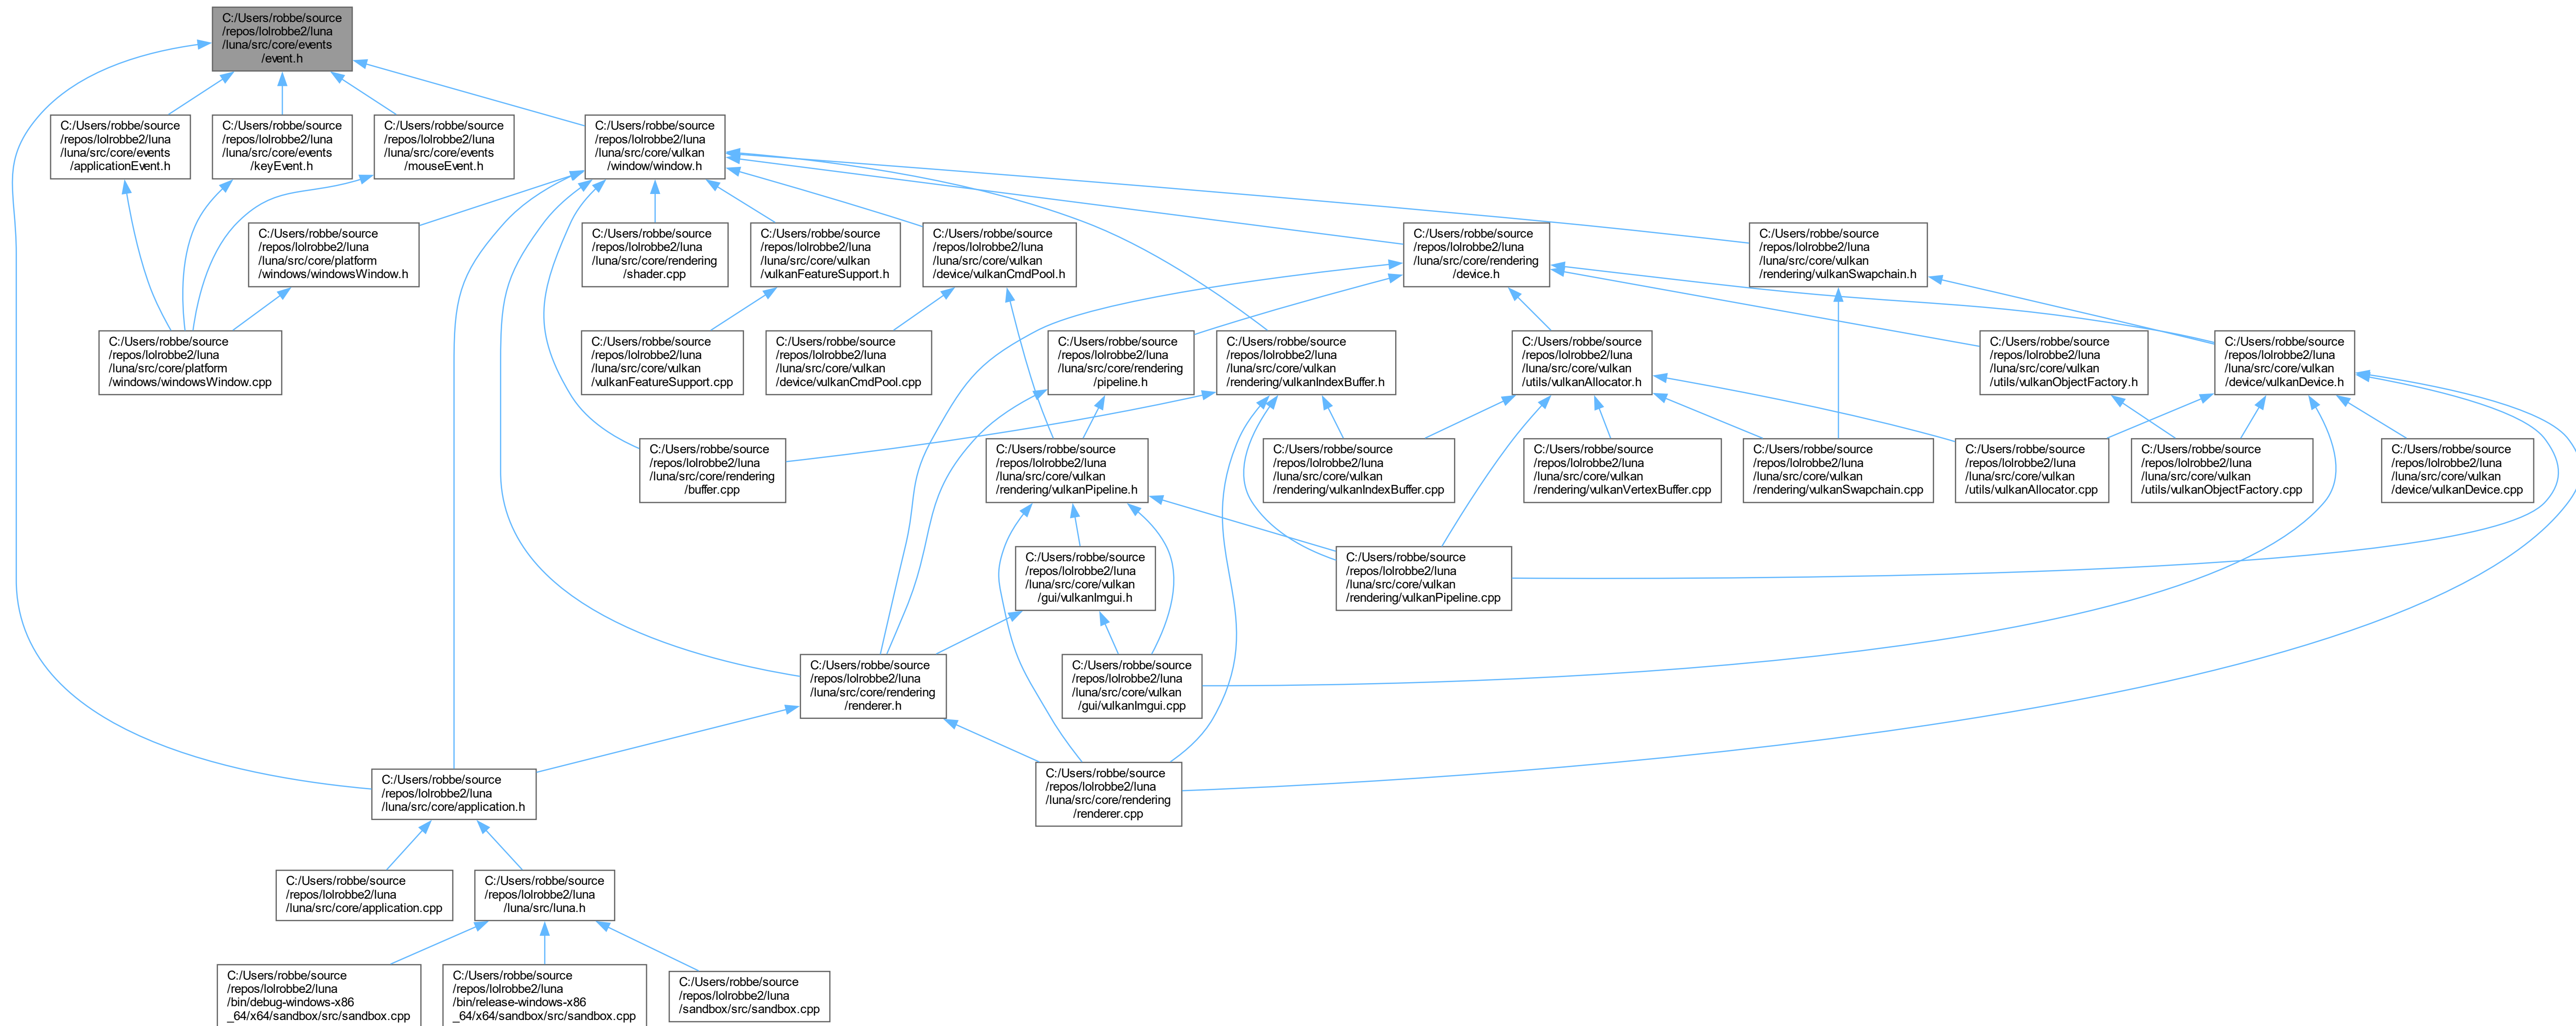 C:/Users/robbe/source
/repos/lolrobbe2/luna
/luna/src/core/events
/event.h
C:/Users/robbe/source
/repos/lolrobbe2/luna
/luna/src/core/events
/applicationEvent.h
C:/Users/robbe/source
/repos/lolrobbe2/luna
/luna/src/core/events
/keyEvent.h
C:/Users/robbe/source
/repos/lolrobbe2/luna
/luna/src/core/events
/mouseEvent.h
C:/Users/robbe/source
/repos/lolrobbe2/luna
/luna/src/core/vulkan
/window/window.h
C:/Users/robbe/source
/repos/lolrobbe2/luna
/luna/src/core/platform
/windows/windowsWindow.h
C:/Users/robbe/source
/repos/lolrobbe2/luna
/luna/src/core/rendering
/shader.cpp
C:/Users/robbe/source
/repos/lolrobbe2/luna
/luna/src/core/vulkan
/vulkanFeatureSupport.h
C:/Users/robbe/source
/repos/lolrobbe2/luna
/luna/src/core/vulkan
/device/vulkanCmdPool.h
C:/Users/robbe/source
/repos/lolrobbe2/luna
/luna/src/core/rendering
/device.h
C:/Users/robbe/source
/repos/lolrobbe2/luna
/luna/src/core/vulkan
/rendering/vulkanSwapchain.h
C:/Users/robbe/source
/repos/lolrobbe2/luna
/luna/src/core/platform
/windows/windowsWindow.cpp
C:/Users/robbe/source
/repos/lolrobbe2/luna
/luna/src/core/vulkan
/vulkanFeatureSupport.cpp
C:/Users/robbe/source
/repos/lolrobbe2/luna
/luna/src/core/vulkan
/device/vulkanCmdPool.cpp
C:/Users/robbe/source
/repos/lolrobbe2/luna
/luna/src/core/rendering
/pipeline.h
C:/Users/robbe/source
/repos/lolrobbe2/luna
/luna/src/core/vulkan
/rendering/vulkanIndexBuffer.h
C:/Users/robbe/source
/repos/lolrobbe2/luna
/luna/src/core/vulkan
/utils/vulkanAllocator.h
C:/Users/robbe/source
/repos/lolrobbe2/luna
/luna/src/core/vulkan
/utils/vulkanObjectFactory.h
C:/Users/robbe/source
/repos/lolrobbe2/luna
/luna/src/core/vulkan
/device/vulkanDevice.h
C:/Users/robbe/source
/repos/lolrobbe2/luna
/luna/src/core/rendering
/buffer.cpp
C:/Users/robbe/source
/repos/lolrobbe2/luna
/luna/src/core/vulkan
/rendering/vulkanPipeline.h
C:/Users/robbe/source
/repos/lolrobbe2/luna
/luna/src/core/vulkan
/rendering/vulkanIndexBuffer.cpp
C:/Users/robbe/source
/repos/lolrobbe2/luna
/luna/src/core/vulkan
/rendering/vulkanVertexBuffer.cpp
C:/Users/robbe/source
/repos/lolrobbe2/luna
/luna/src/core/vulkan
/rendering/vulkanSwapchain.cpp
C:/Users/robbe/source
/repos/lolrobbe2/luna
/luna/src/core/vulkan
/utils/vulkanAllocator.cpp
C:/Users/robbe/source
/repos/lolrobbe2/luna
/luna/src/core/vulkan
/utils/vulkanObjectFactory.cpp
C:/Users/robbe/source
/repos/lolrobbe2/luna
/luna/src/core/vulkan
/device/vulkanDevice.cpp
C:/Users/robbe/source
/repos/lolrobbe2/luna
/luna/src/core/vulkan
/gui/vulkanImgui.h
C:/Users/robbe/source
/repos/lolrobbe2/luna
/luna/src/core/vulkan
/rendering/vulkanPipeline.cpp
C:/Users/robbe/source
/repos/lolrobbe2/luna
/luna/src/core/rendering
/renderer.h
C:/Users/robbe/source
/repos/lolrobbe2/luna
/luna/src/core/vulkan
/gui/vulkanImgui.cpp
C:/Users/robbe/source
/repos/lolrobbe2/luna
/luna/src/core/application.h
C:/Users/robbe/source
/repos/lolrobbe2/luna
/luna/src/core/rendering
/renderer.cpp
C:/Users/robbe/source
/repos/lolrobbe2/luna
/luna/src/core/application.cpp
C:/Users/robbe/source
/repos/lolrobbe2/luna
/luna/src/luna.h
C:/Users/robbe/source
/repos/lolrobbe2/luna
/bin/debug-windows-x86
_64/x64/sandbox/src/sandbox.cpp
C:/Users/robbe/source
/repos/lolrobbe2/luna
/bin/release-windows-x86
_64/x64/sandbox/src/sandbox.cpp
C:/Users/robbe/source
/repos/lolrobbe2/luna
/sandbox/src/sandbox.cpp